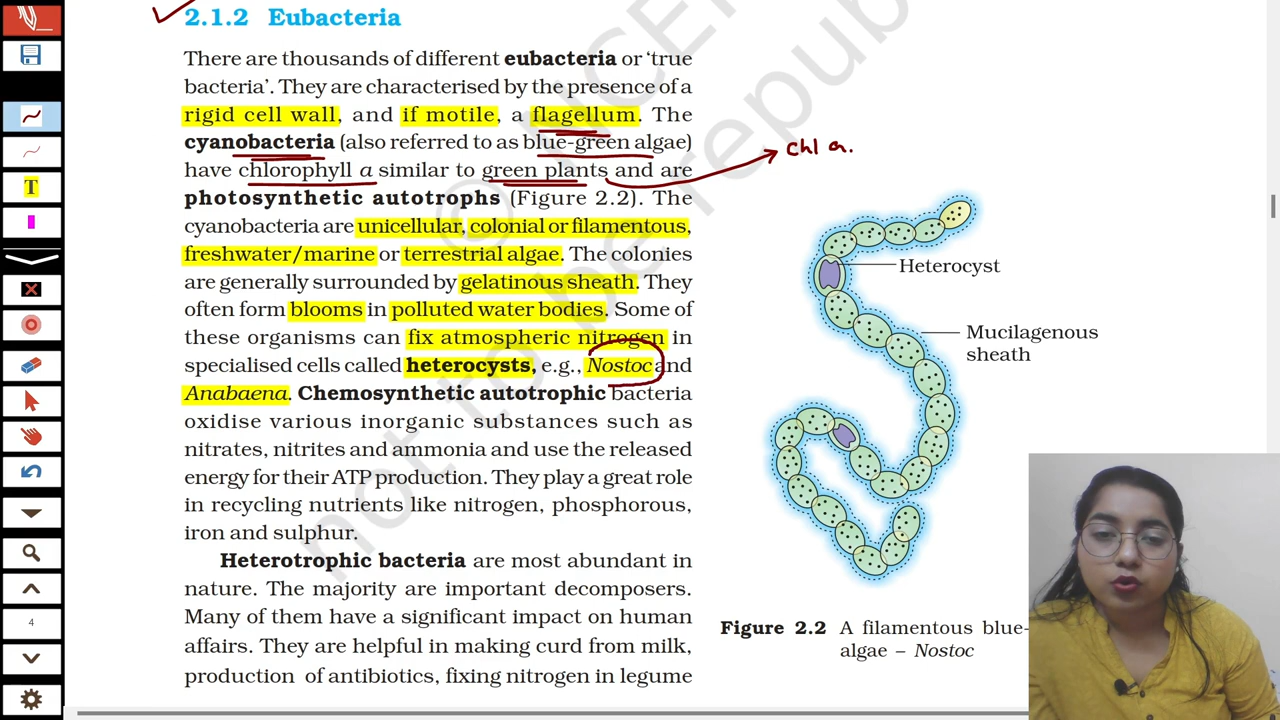 2.1.2 Eubacteria
There are thousands of different eubacteria or ‘true
bacteria’. They are characterised by the presence of a
rigid cell wall, and if motile, a flagellum. The
cyanobacteria (also referred to as blue-green algae)
have chlorophyll a similar to green plants and are
photosynthetic autotrophs (Figure 2.2). The
cyanobacteria are unicellular, colonial or filamentous,
freshwater/marine or terrestrial algae. The colonies
are generally surrounded by gelatinous sheath. They
often form blooms in polluted water bodies. Some of
these organisms can fix atmospheric nitrogen in
specialised cells called heterocysts, e.g., Nostoc and
Anabaena. Chemosynthetic autotrophic bacteria
oxidise various inorganic substances such as
nitrates, nitrites and ammonia and use the released
energy for their ATP production. They play a great role
in recycling nutrients like nitrogen, phosphorous,
iron and sulphur.
Heterotrophic bacteria are most abundant in
nature. The majority are important decomposers.
Many of them have a significant impact on human
affairs. They are helpful in making curd from milk,
production of antibiotics, fixing nitrogen in legume
Chl a.
Heterocyst
Mucilagenous
sheath
Figure 2.2 A filamentous blue-
algae – Nostoc
© NCE
not to be republ
T
4